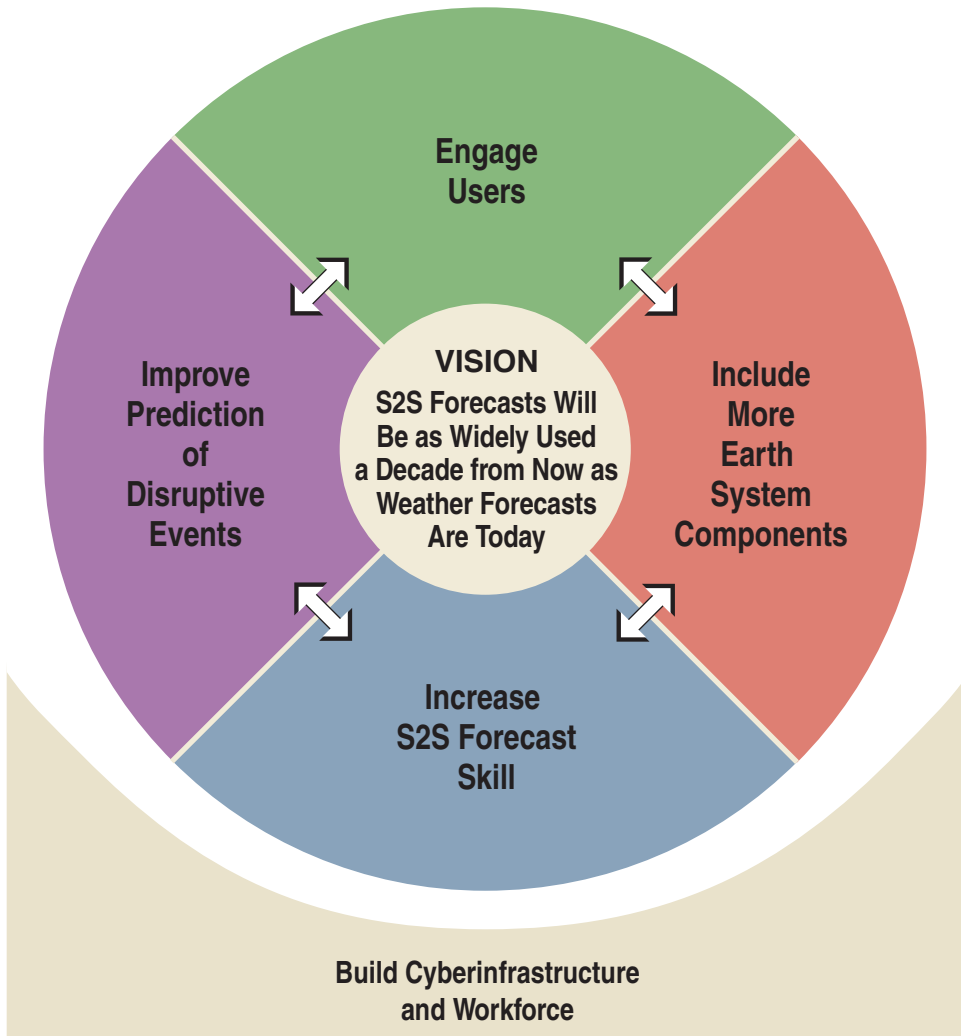 Engage
Users
Improve
Prediction
of
Disruptive
Events
VISION
S2S Forecasts Will
Be as Widely Used
a Decade from Now as
Weather Forecasts
Are Today
Include
More
Earth
System
Components
Increase
S2S Forecast
Skill
Build Cyberinfrastructure
and Workforce